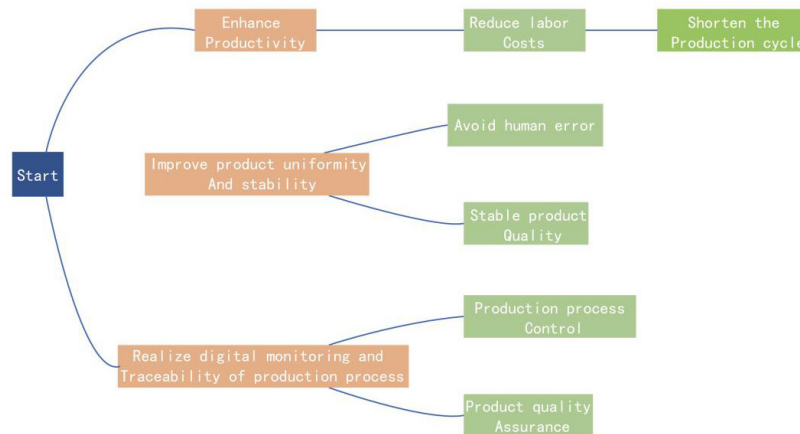 Enhance
Productivity
Reduce labor
Costs
Shorten the
Production cycle
Avoid human error
Start
Improve product uniformity
And stability
Stable product
Quality
Production process
Control
Realize digital monitoring and
Traceability of production process
Product quality
Assurance